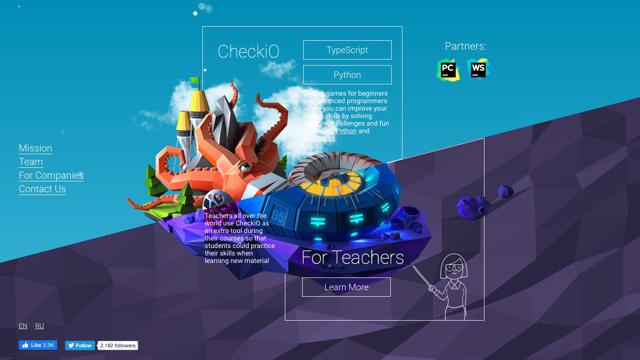 CheckiO
TypeScript
Python
Partners:
PC
WS
games for beginners
advanced programmers
you can improve your
skills by solving
challenges and fun
Python and
Mission
Team
For Companies
Contact Us
Teachers all over the
world use CheckiO as
an extra-tool during
their courses so that
students could practice
their skills when
learning new material
For Teachers
Learn More
EN RU
Like 2.3K
Follow
2,182 followers